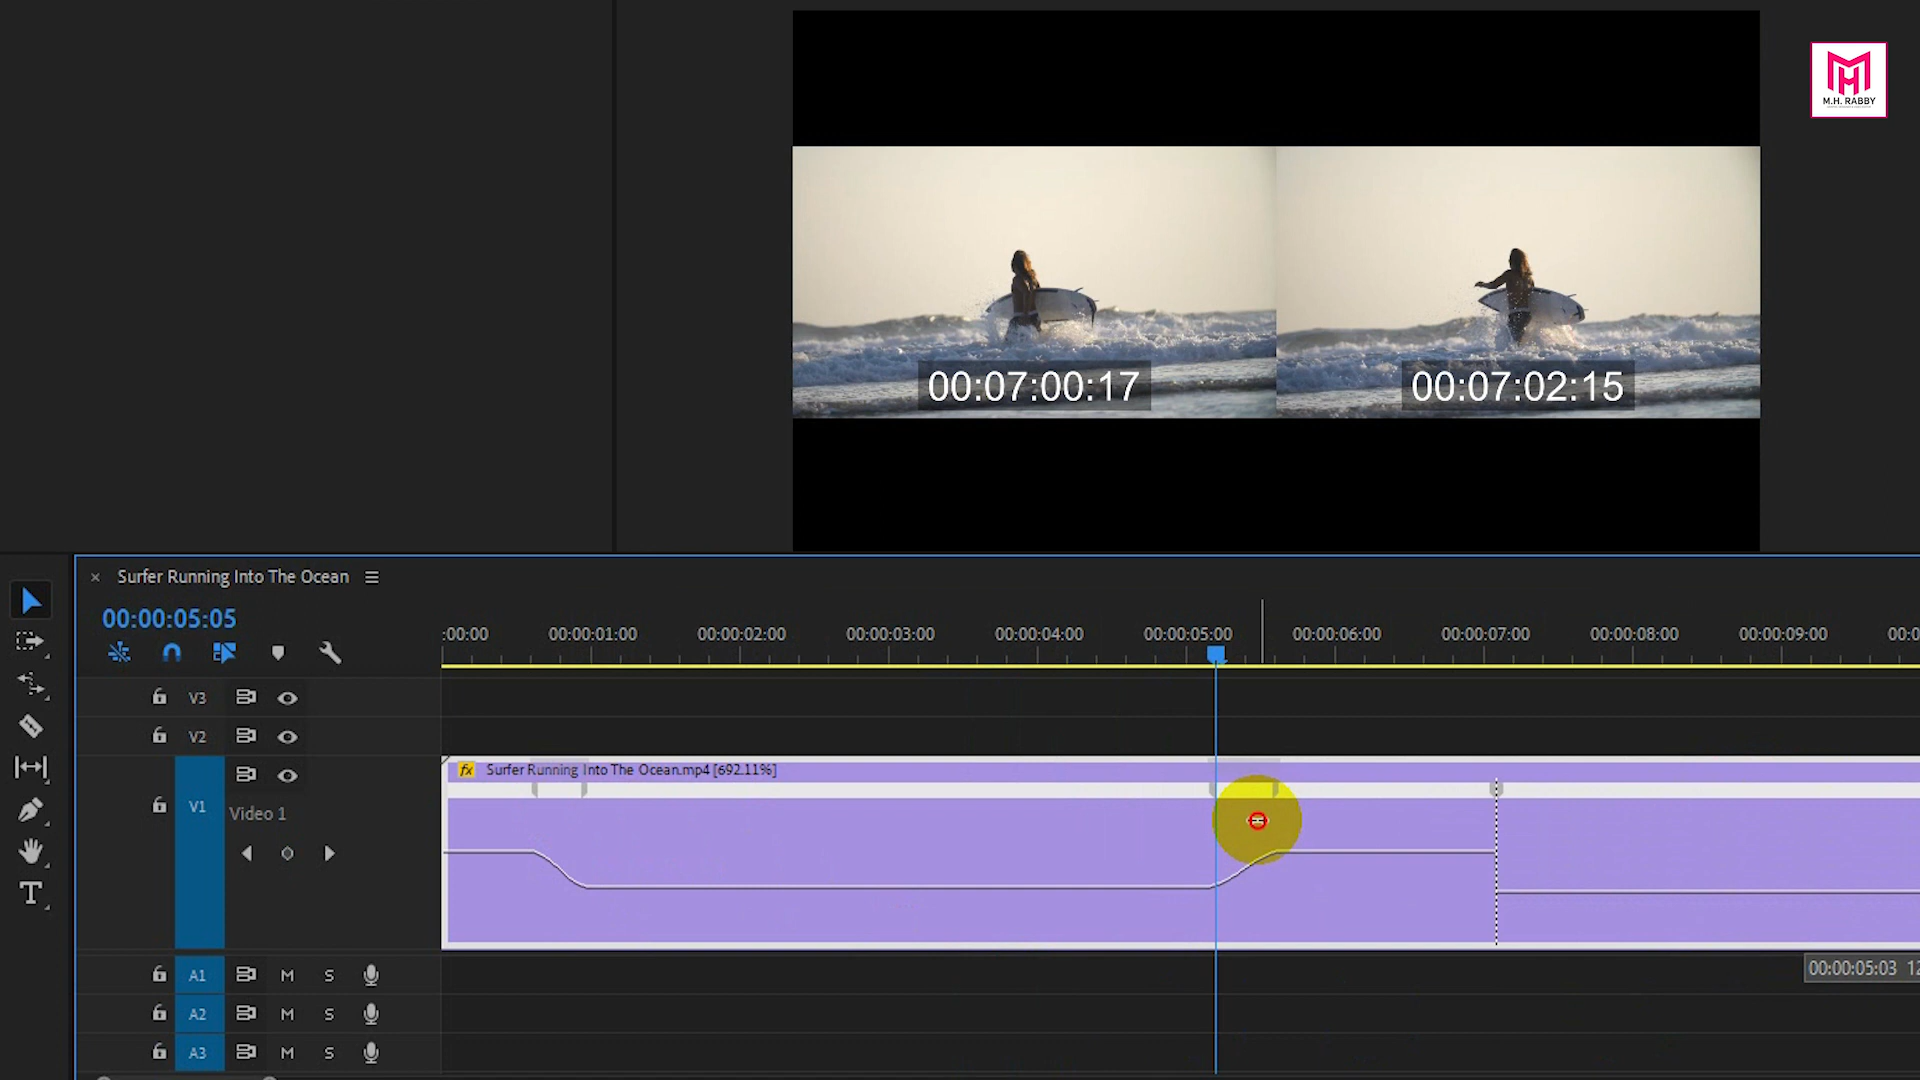 M.H. RABBY
00:07:00:17
00:07:02:15
Surfer Running Into The Ocean
00:00:05:05
:00:00 00:00:01:00 00:00:02:00 00:00:03:00 00:00:04:00 00:00:05:00 00:00:06:00 00:00:07:00 00:00:08:00 00:00:09:00 00:0
V3
V2
fx Surfer Running Into The Ocean.mp4 [692.11%]
V1
Video 1
00:00:05:03 12
A1 M S
A2 M S
A3 M S
T